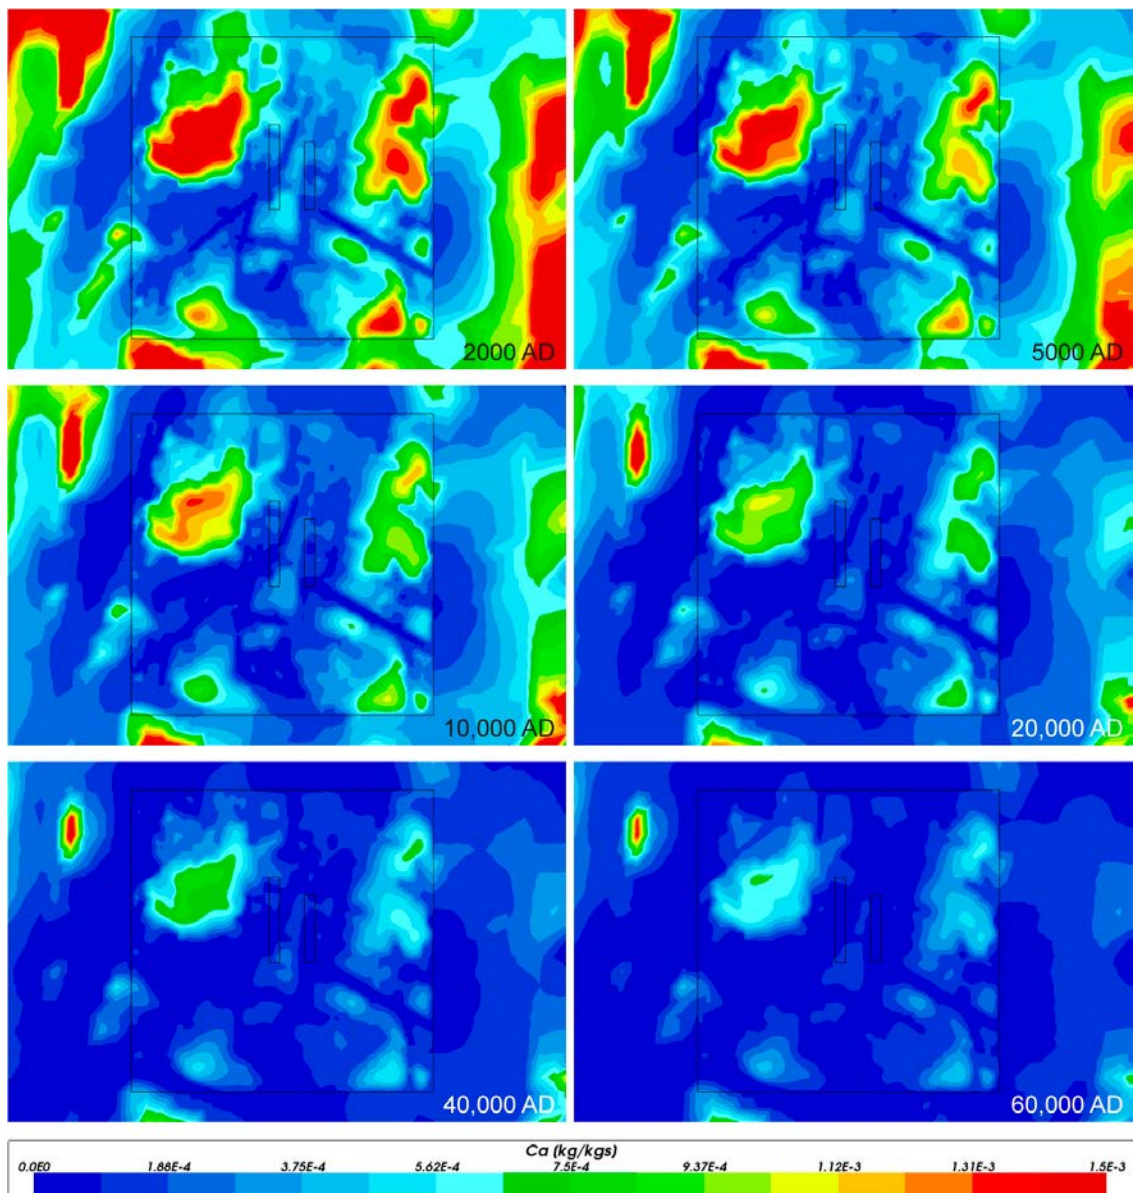 2000 AD
5000 AD
10,000 AD
20,000 AD
40,000 AD
60,000 AD
Ca (kg/kgs)
0.0E0 1.88E-4 3.75E-4 5.62E-4 7.5E-4 9.37E-4 1.12E-3 1.31E-3 1.5E-3